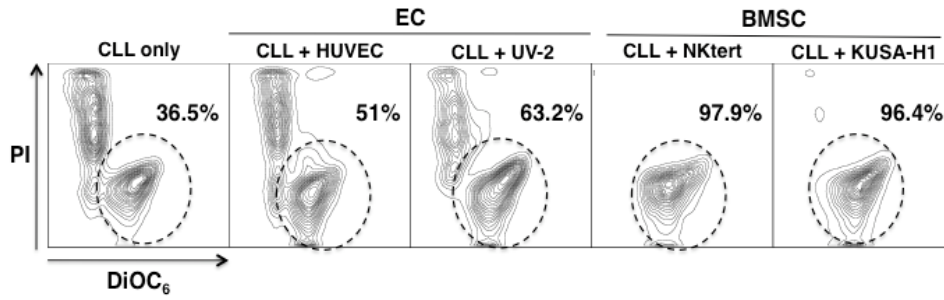 EC
BMSC
CLL only
CLL + HUVEC
CLL + UV-2
CLL + NKtert
CLL + KUSA-H1
36.5%
51%
63.2%
97.9%
96.4%
PI
DiOC₆